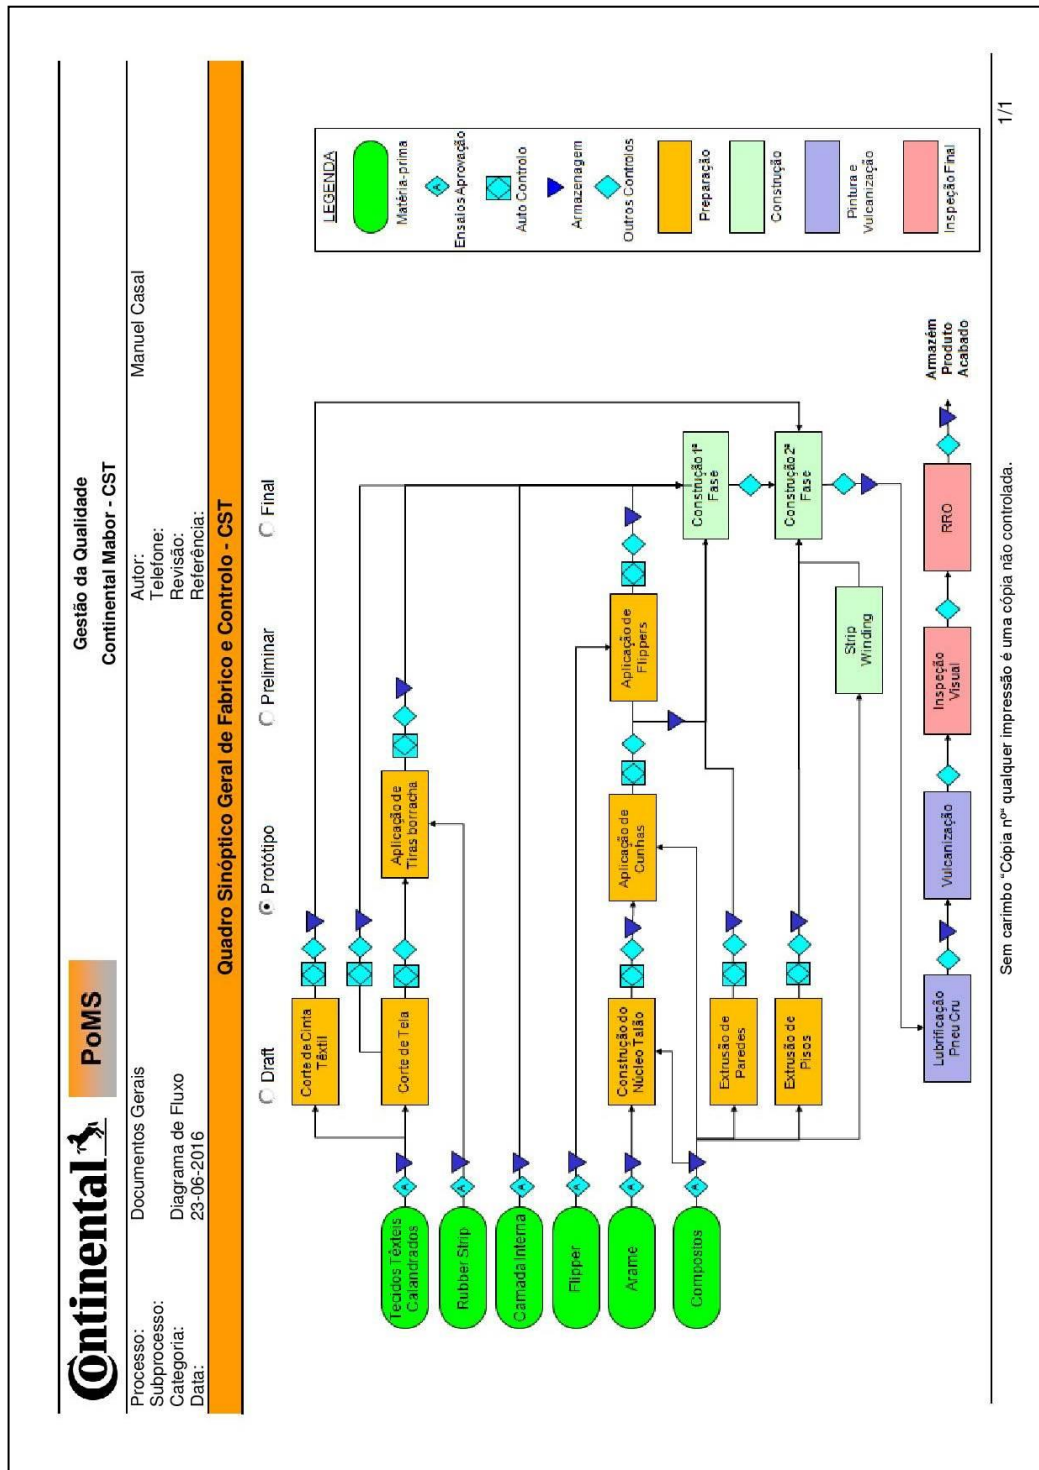 Continental
PoMS
Gestão da Qualidade
Continental Mabor - CST
Processo:
Documentos Gerais
Autor:
Manuel Casal
Subprocesso:
Telefone:
Categoria:
Diagrama de Fluxo
Revisão:
Data:
23-06-2016
Referência:
Quadro Sinóptico Geral de Fabrico e Controlo - CST
Draft
Protótipo
Preliminar
Final
Corte de Cinta
Têxtil
Tecidos Têxteis
Calandrados
Corte de Tela
Aplicação de
Tiras borracha
Rubber Strip
Camada Interna
Flipper
Aplicação de
Flippers
Arame
Construção do
Núcleo Talão
Aplicação de
Cunhas
Compostos
Extrusão de
Paredes
Construção 1ª
Fase
Extrusão de
Pisos
Construção 2ª
Fase
Strip
Winding
Lubrificação
Pneu Cru
Vulcanização
Inspeção
Visual
RRO
Armazém
Produto
Acabado
LEGENDA
Matéria-prima
A
Ensaios Aprovação
Auto Controlo
Armazenagem
Outros Controlos
Preparação
Construção
Pintura e
Vulcanização
Inspeção Final
A
A
A
A
A
A
Sem carimbo "Cópia nº" qualquer impressão é uma cópia não controlada.
1/1